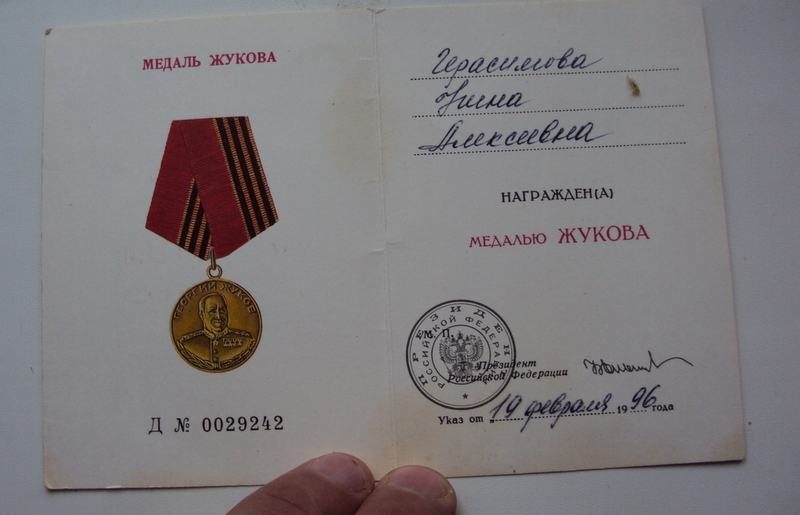 МЕДАЛЬ ЖУКОВА
ГЕОРГИЙ ЖУКОВ
Д № 0029242
Герасимова
Нина
Алексеевна
НАГРАЖДЕН(А)
МЕДАЛЬЮ ЖУКОВА
ПРЕЗИДЕНТ
РОССИЙСКОЙ ФЕДЕРАЦИИ
М. П.
Президент
Российской Федерации
Указ от „19 февраля 1996 года